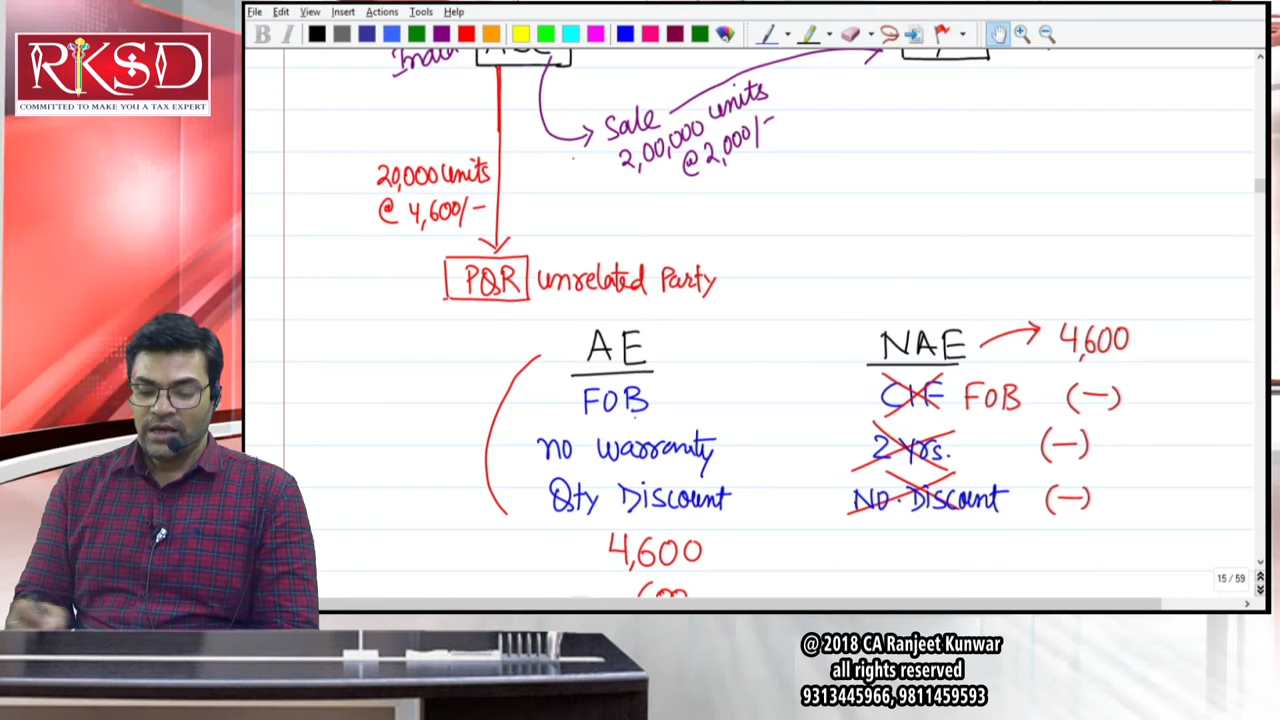 File Edit View Insert Actions Tools Help
B I
RKSD
COMMITTED TO MAKE YOU A TAX EXPERT
Sale
2,00,000 units
@ 2,000/-
20,000 units
@ 4,600/-
PQR unrelated Party
AE NAE 4,600
FOB CIF FOB (-)
no warranty 2 Yrs. (-)
Qty Discount NO. Discount (-)
4,600
15 / 59
@ 2018 CA Ranjeet Kunwar
all rights reserved
9313445966, 9811459593